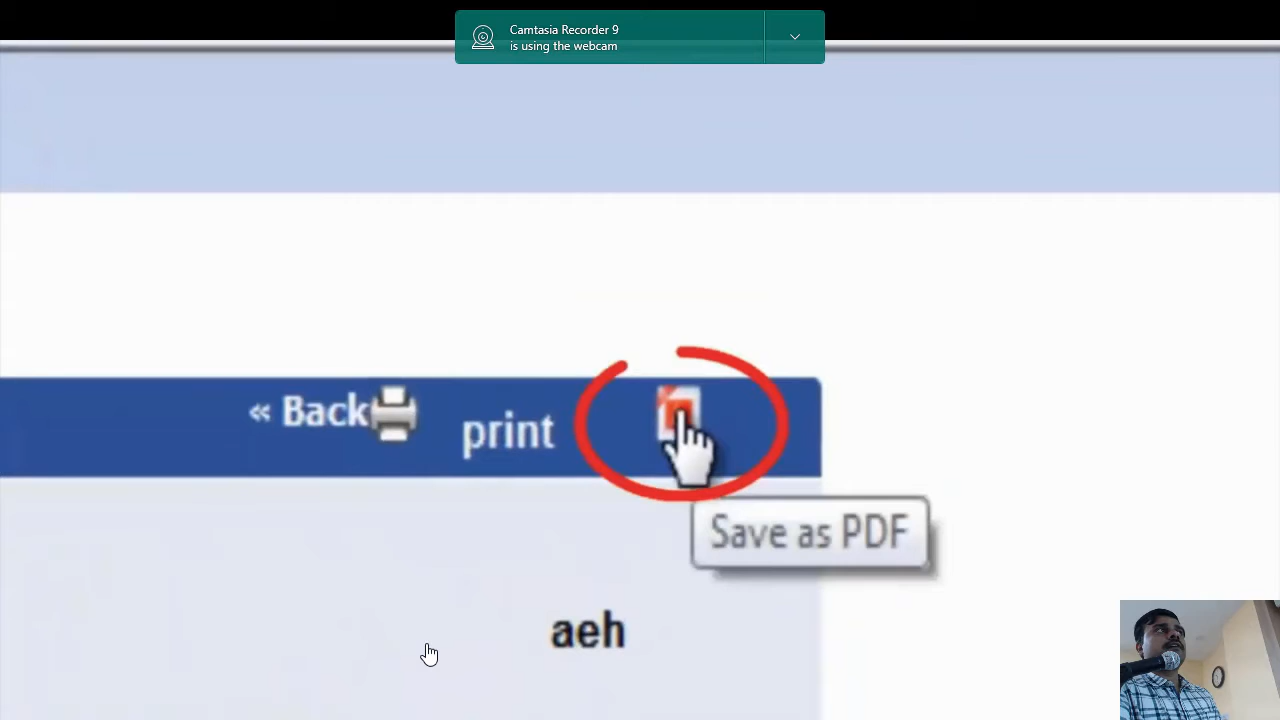 Camtasia Recorder 9
is using the webcam
« Back
print
Save as PDF
aeh